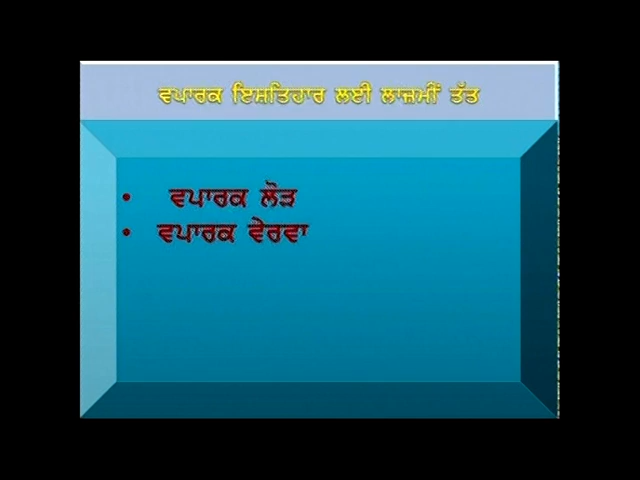 ਵਪਾਰਕ ਇਸ਼ਤਿਹਾਰ ਲਈ ਲਾਜ਼ਮੀਂ ਤੱਤ
• ਵਪਾਰਕ ਲੋੜ
• ਵਪਾਰਕ ਵੇਰਵਾ